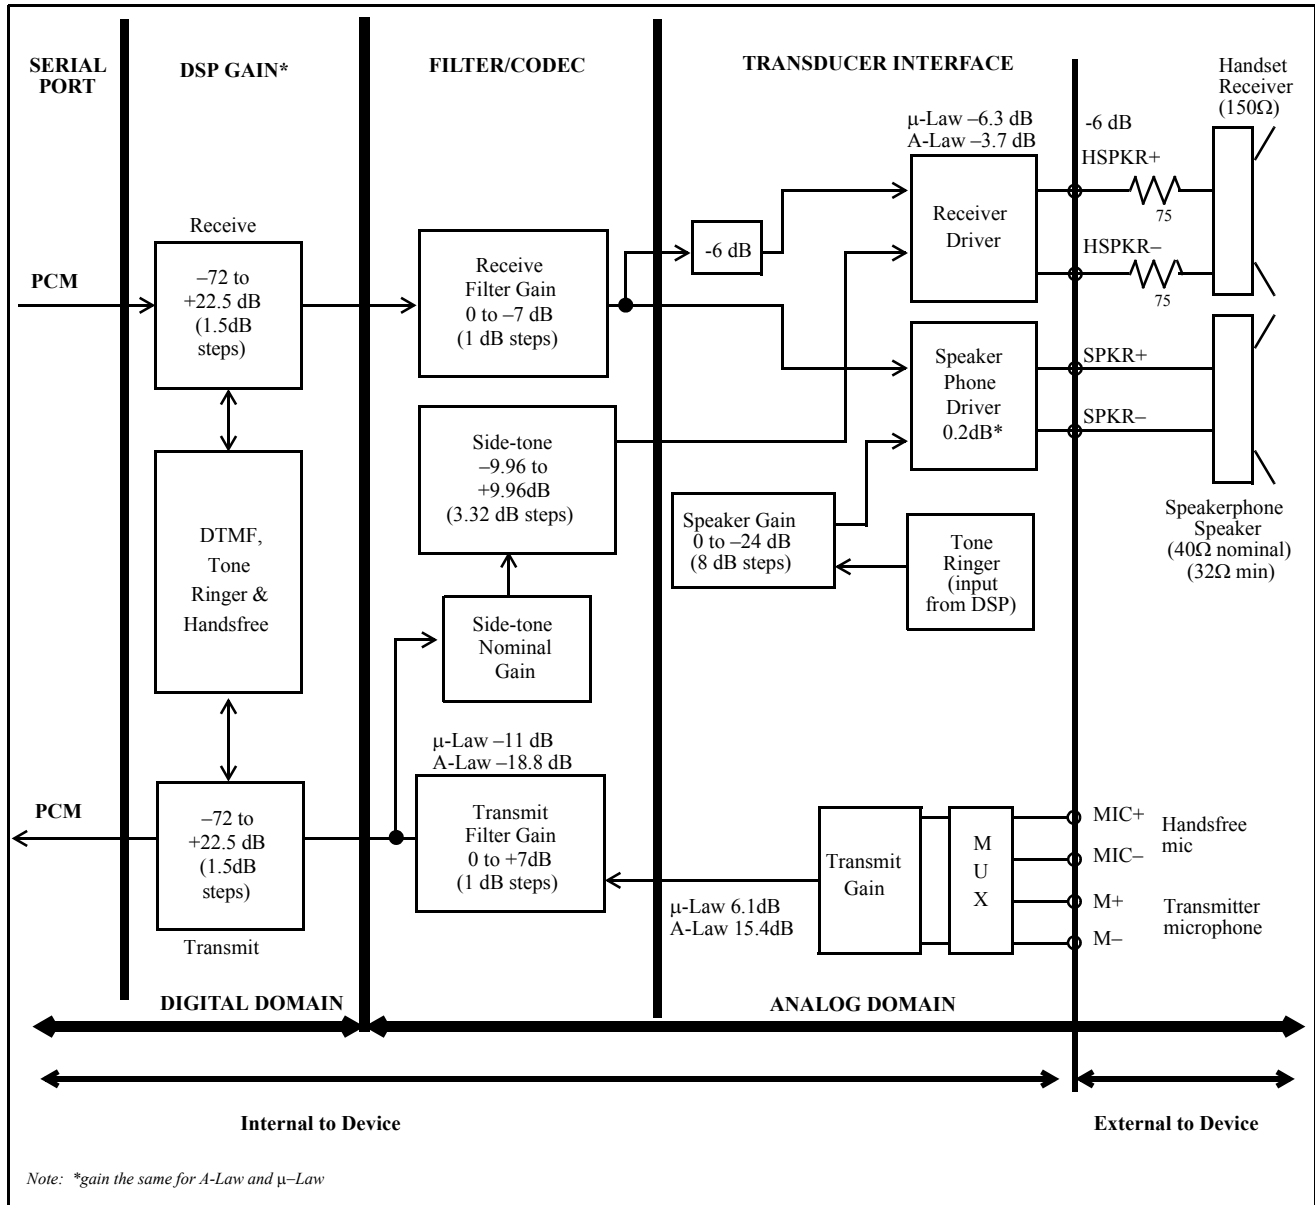 SERIAL
PORT
DSP GAIN*
FILTER/CODEC
TRANSDUCER INTERFACE
Handset
Receiver
(150Ω)
μ-Law –6.3 dB
A-Law –3.7 dB
-6 dB
HSPKR+
75
Receiver
Driver
HSPKR–
75
-6 dB
Receive
–72 to
+22.5 dB
(1.5dB
steps)
PCM
Receive
Filter Gain
0 to –7 dB
(1 dB steps)
Speaker
Phone
Driver
0.2dB*
SPKR+
SPKR–
Side-tone
–9.96 to
+9.96dB
(3.32 dB steps)
Speaker Gain
0 to –24 dB
(8 dB steps)
Tone
Ringer
(input
from DSP)
Speakerphone
Speaker
(40Ω nominal)
(32Ω min)
DTMF,
Tone
Ringer &
Handsfree
Side-tone
Nominal
Gain
μ-Law –11 dB
A-Law –18.8 dB
Transmit
Filter Gain
0 to +7dB
(1 dB steps)
PCM
–72 to
+22.5 dB
(1.5dB
steps)
Transmit
μ-Law 6.1dB
A-Law 15.4dB
Transmit
Gain
M
U
X
MIC+
MIC–
Handsfree
mic
M+
M–
Transmitter
microphone
DIGITAL DOMAIN
ANALOG DOMAIN
Internal to Device
External to Device
Note: *gain the same for A-Law and μ–Law